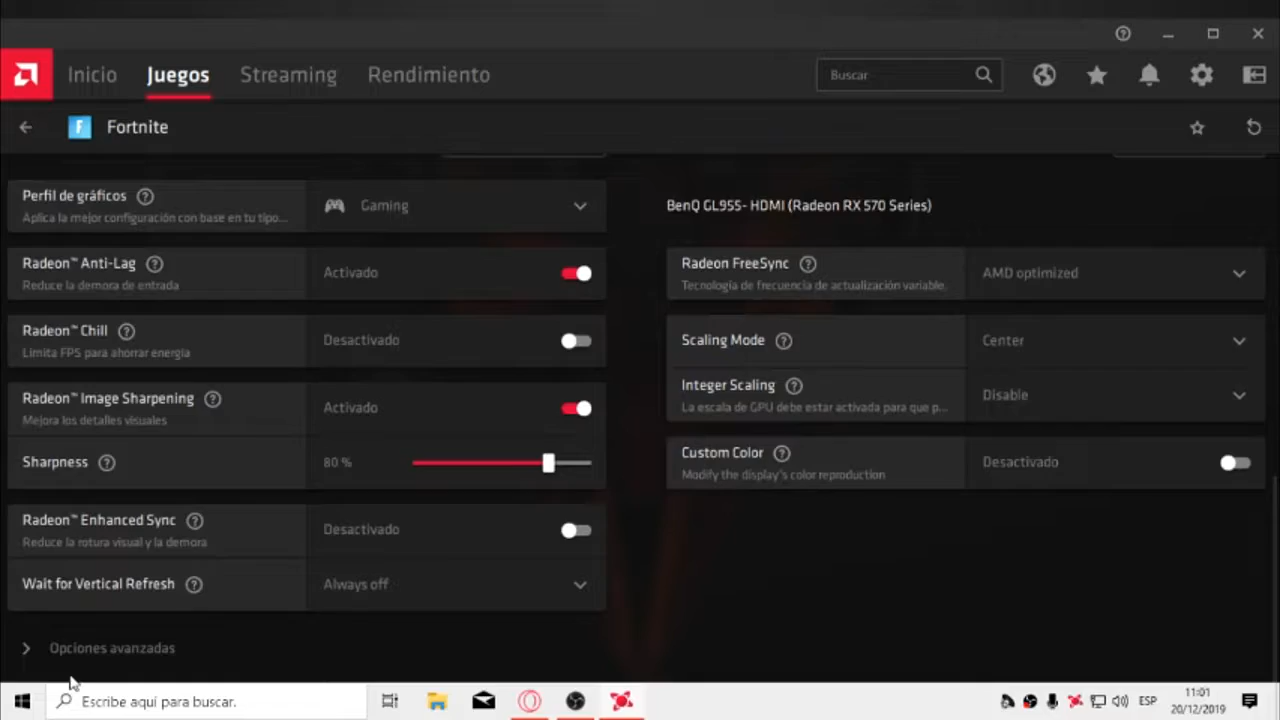 Inicio
Juegos
Streaming
Rendimiento
Buscar
Fortnite
Perfil de gráficos
Aplica la mejor configuración con base en tu tipo...
Gaming
Radeon™ Anti-Lag
Reduce la demora de entrada
Activado
Radeon™ Chill
Limita FPS para ahorrar energía
Desactivado
Radeon™ Image Sharpening
Mejora los detalles visuales
Activado
Sharpness
80 %
Radeon™ Enhanced Sync
Reduce la rotura visual y la demora
Desactivado
Wait for Vertical Refresh
Always off
Opciones avanzadas
BenQ GL955- HDMI (Radeon RX 570 Series)
Radeon FreeSync
Tecnología de frecuencia de actualización variable.
AMD optimized
Scaling Mode
Center
Integer Scaling
La escala de GPU debe estar activada para que p...
Disable
Custom Color
Modify the display's color reproduction
Desactivado
Escribe aquí para buscar.
ESP
11:01
20/12/2019